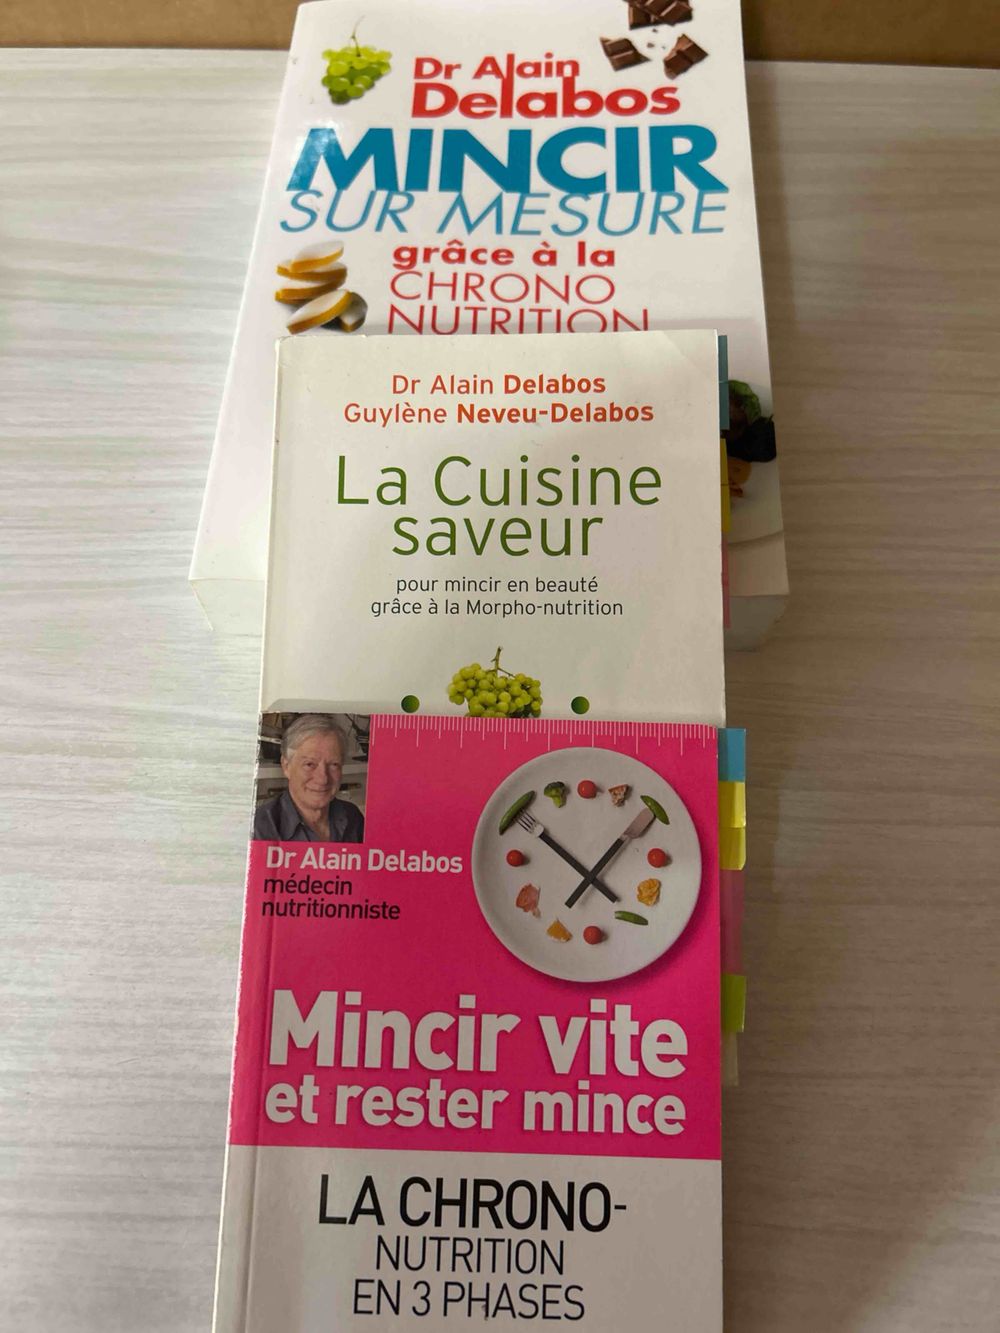 Dr Alain
Delabos
MINCIR
SUR MESURE
grâce à la
CHRONO
NUTRITION
Dr Alain Delabos
Guylène Neveu-Delabos
La Cuisine
saveur
pour mincir en beauté
grâce à la Morpho-nutrition
Dr Alain Delabos
médecin
nutritionniste
Mincir vite
et rester mince
LA CHRONO-
NUTRITION
EN 3 PHASES